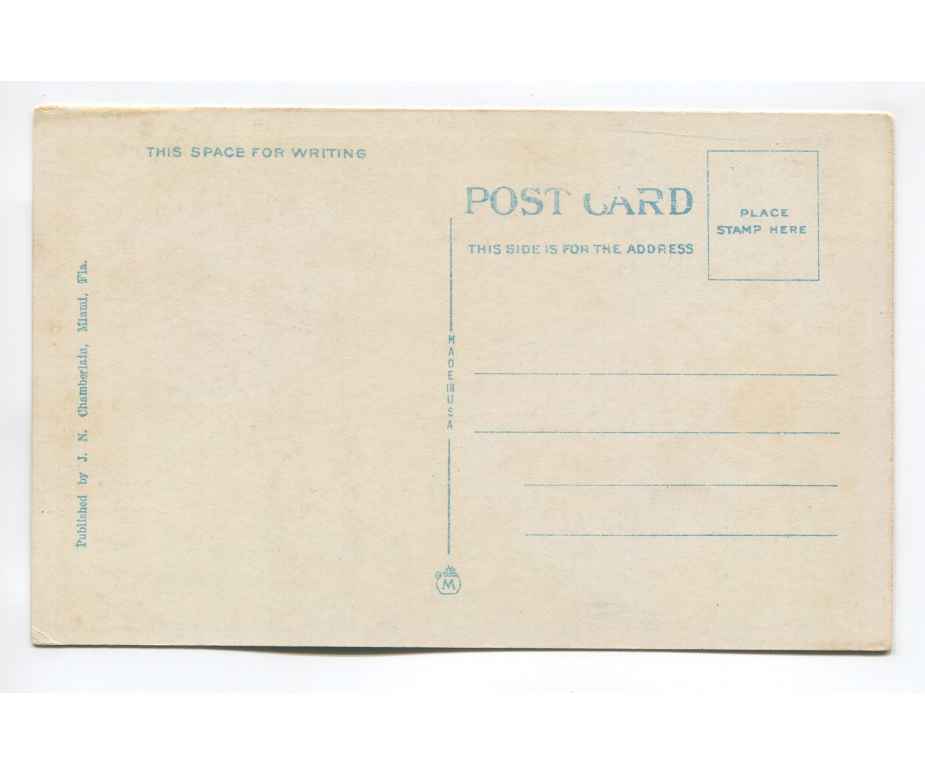 THIS SPACE FOR WRITING
Published by J. N. Chamberlain, Miami, Fla.
MADE IN USA
M
POST CARD
THIS SIDE IS FOR THE ADDRESS
PLACE
STAMP HERE